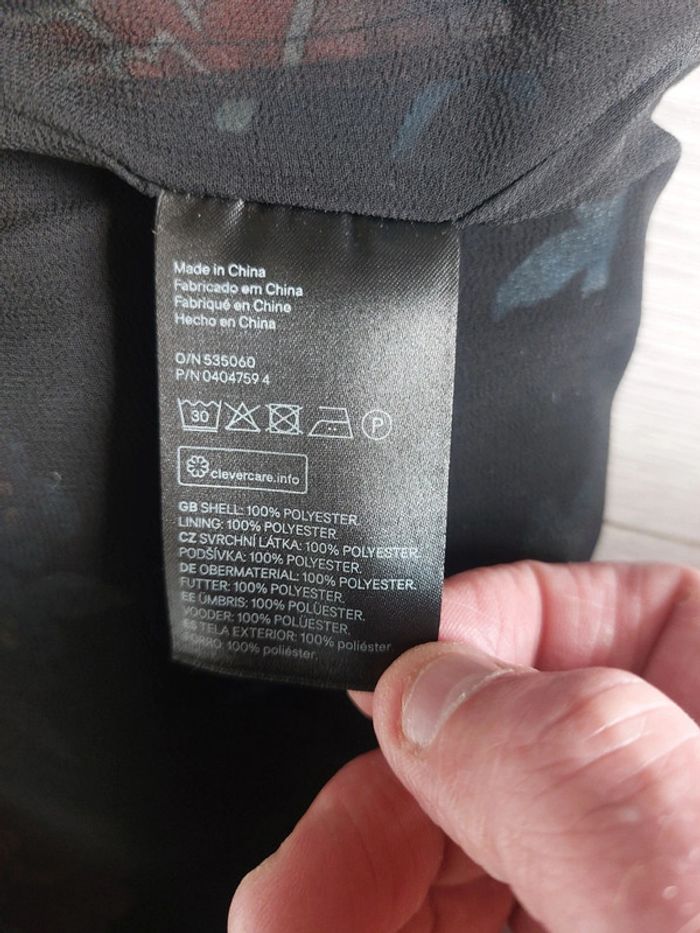 Made in China
Fabricado em China
Fabriqué en Chine
Hecho en China
O/N 535060
P/N 0404759 4
30 P
clevercare.info
GB SHELL: 100% POLYESTER.
LINING: 100% POLYESTER.
CZ SVRCHNÍ LÁTKA: 100% POLYESTER.
PODŠÍVKA: 100% POLYESTER.
DE OBERMATERIAL: 100% POLYESTER.
FUTTER: 100% POLYESTER.
EE ÜMBRIS: 100% POLÜESTER.
VOODER: 100% POLÜESTER.
ES TELA EXTERIOR: 100% poliéster.
FORRO: 100% poliéster.